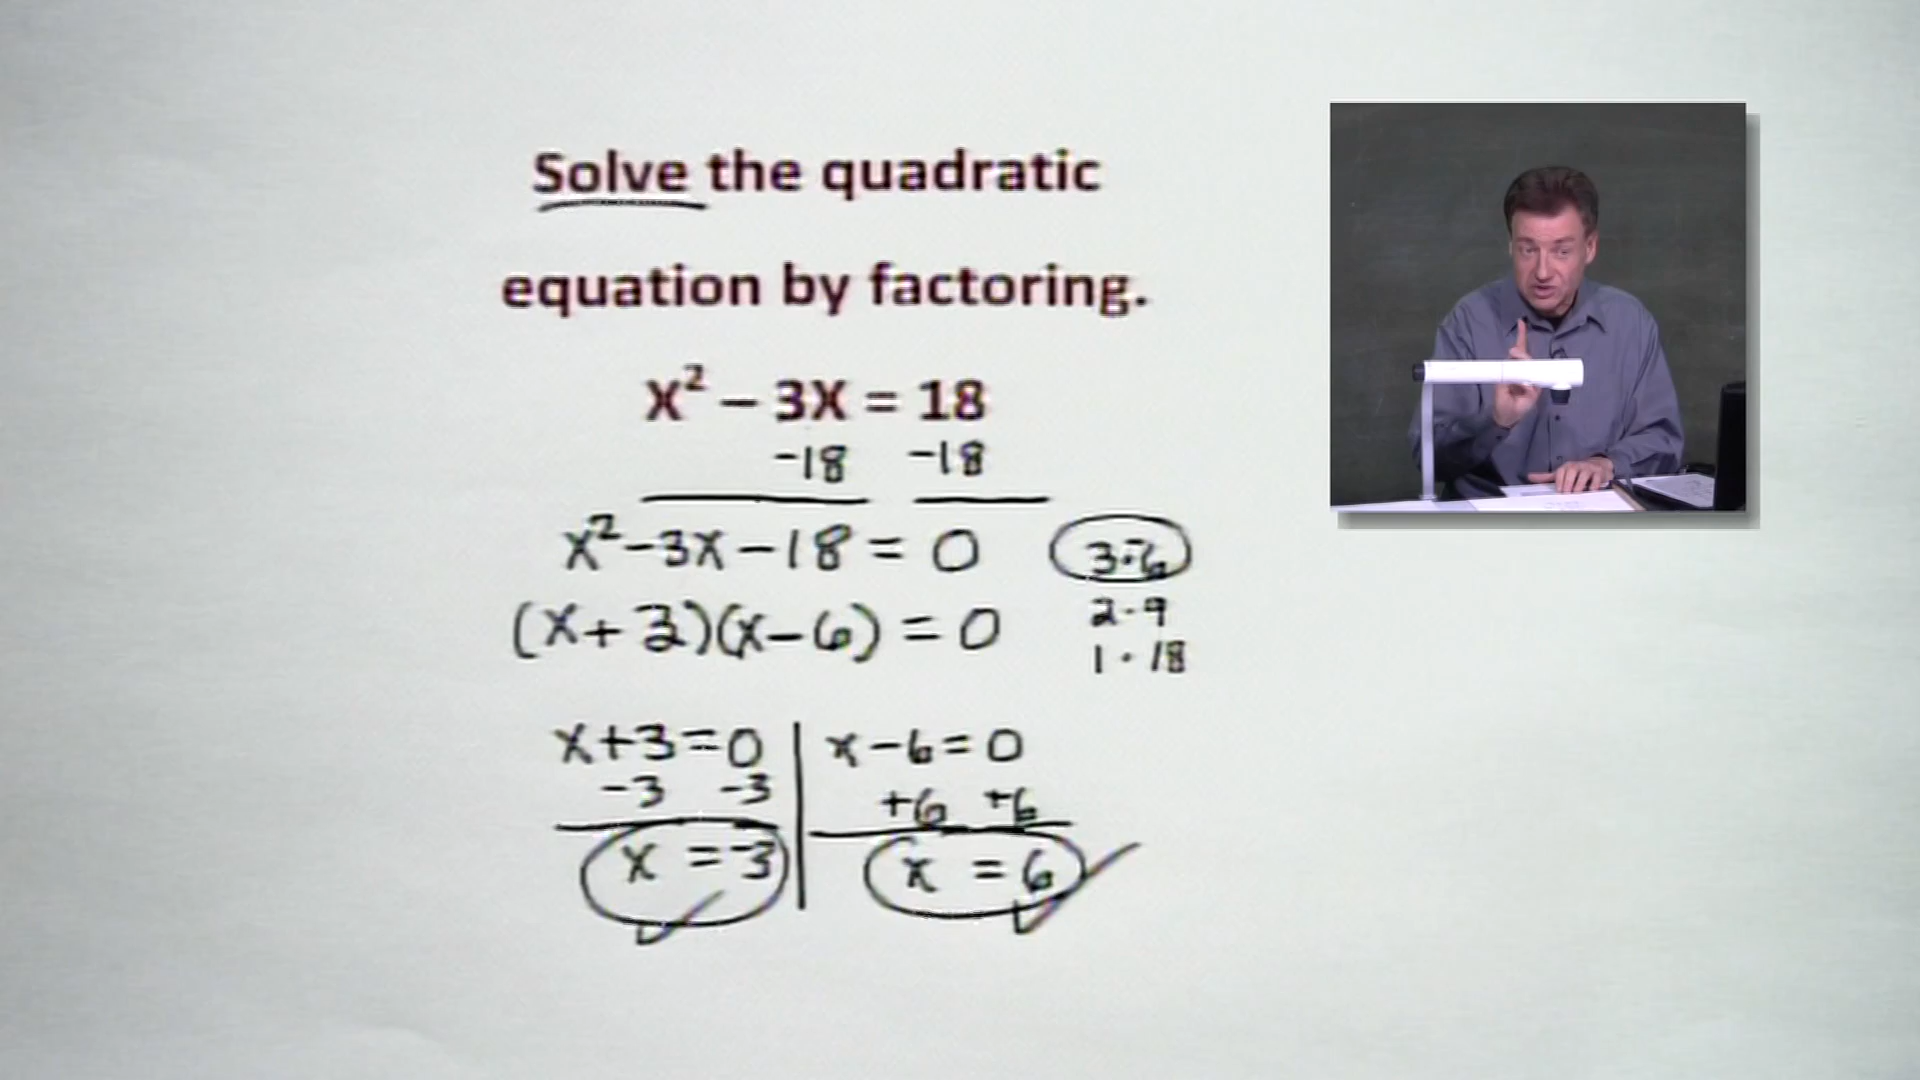 Solve the quadratic
equation by factoring.
x² − 3x = 18
-18 -18
x²-3x-18 = 0
(x+3)(x-6) = 0
3·6
2·9
1·18
x+3=0
-3 -3
x = -3
x-6=0
+6 +6
x = 6